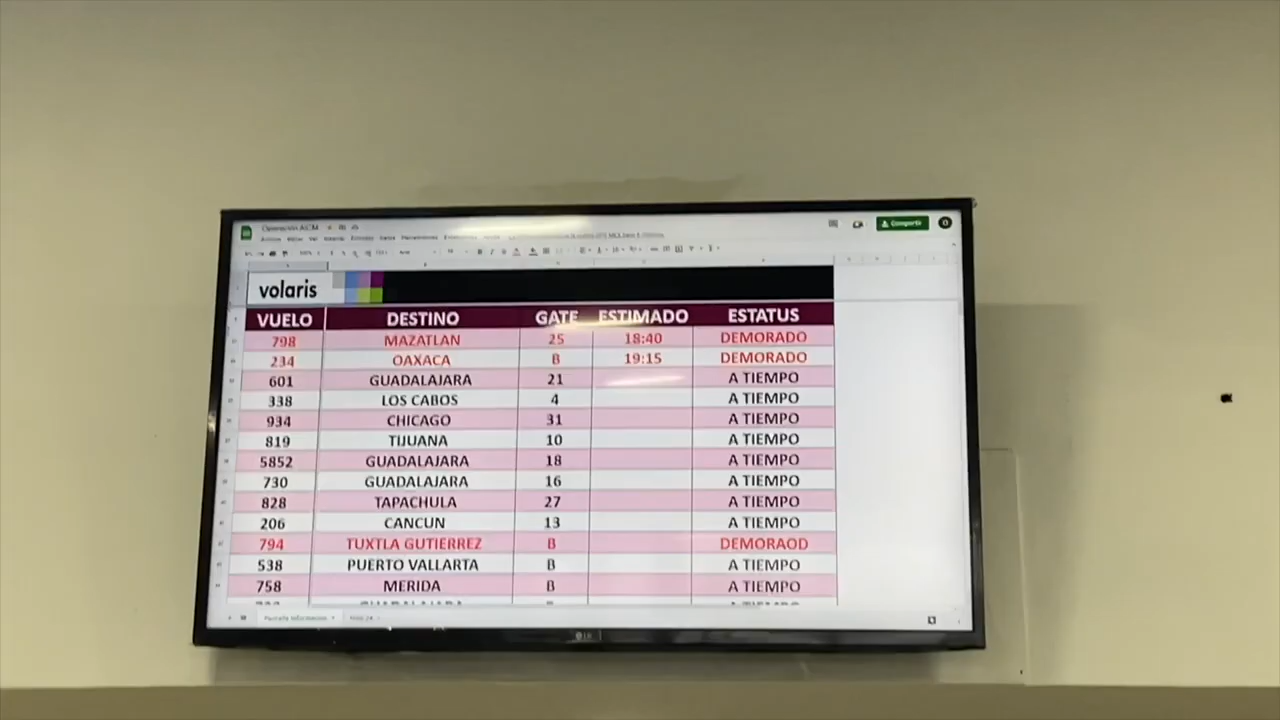 Compartir
volaris
VUELO DESTINO GATE ESTIMADO ESTATUS
798 MAZATLAN 25 18:40 DEMORADO
234 OAXACA B 19:15 DEMORADO
601 GUADALAJARA 21 A TIEMPO
338 LOS CABOS 4 A TIEMPO
934 CHICAGO 31 A TIEMPO
819 TIJUANA 10 A TIEMPO
5852 GUADALAJARA 18 A TIEMPO
730 GUADALAJARA 16 A TIEMPO
828 TAPACHULA 27 A TIEMPO
206 CANCUN 13 A TIEMPO
794 TUXTLA GUTIERREZ B DEMORAOD
538 PUERTO VALLARTA B A TIEMPO
758 MERIDA B A TIEMPO
LG